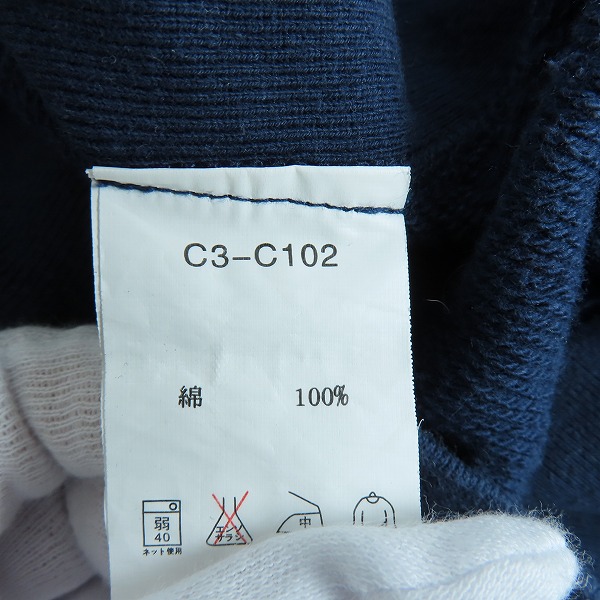 C3-C102
綿 100%
弱
40
ネット使用
エンソ
サラシ
中